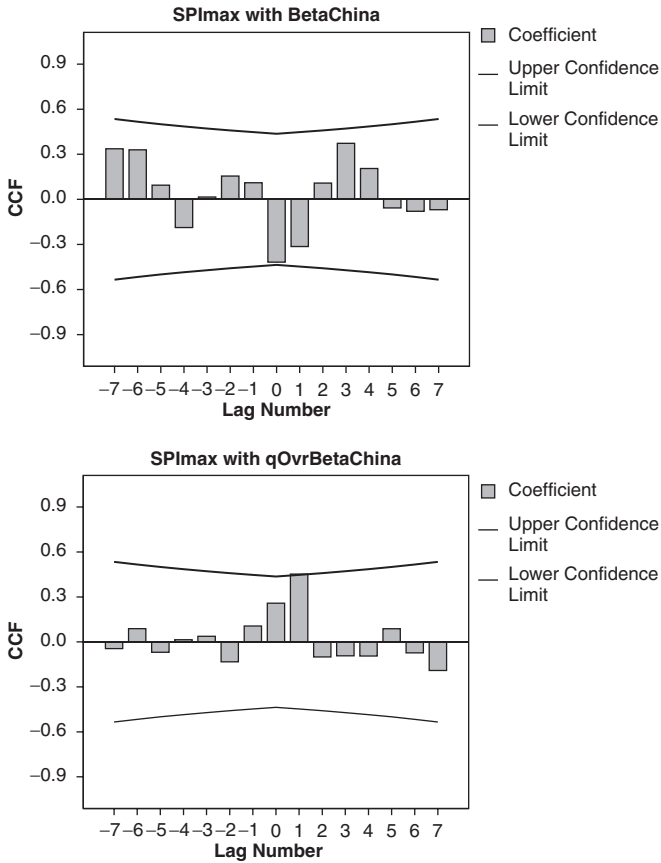 SPImax with BetaChina
CCF
0.9
0.6
0.3
0.0
–0.3
–0.6
–0.9
–7 –6 –5 –4 –3 –2 –1 0 1 2 3 4 5 6 7
Lag Number
Coefficient
Upper Confidence
Limit
Lower Confidence
Limit
SPImax with qOvrBetaChina
CCF
0.9
0.6
0.3
0.0
–0.3
–0.6
–0.9
–7 –6 –5 –4 –3 –2 –1 0 1 2 3 4 5 6 7
Lag Number
Coefficient
Upper Confidence
Limit
Lower Confidence
Limit